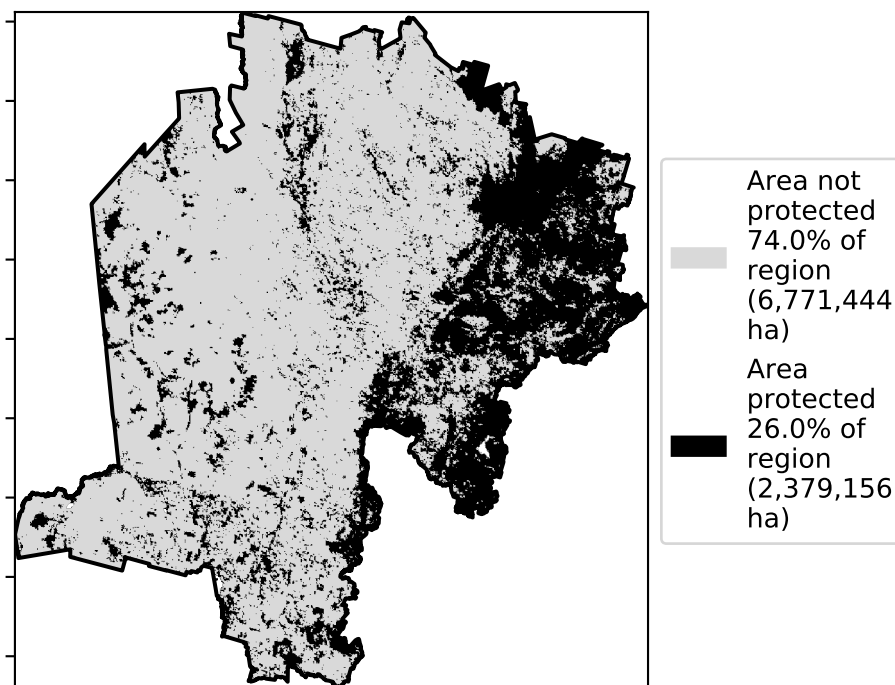 Area not
protected
74.0% of
region
(6,771,444
ha)
Area
protected
26.0% of
region
(2,379,156
ha)